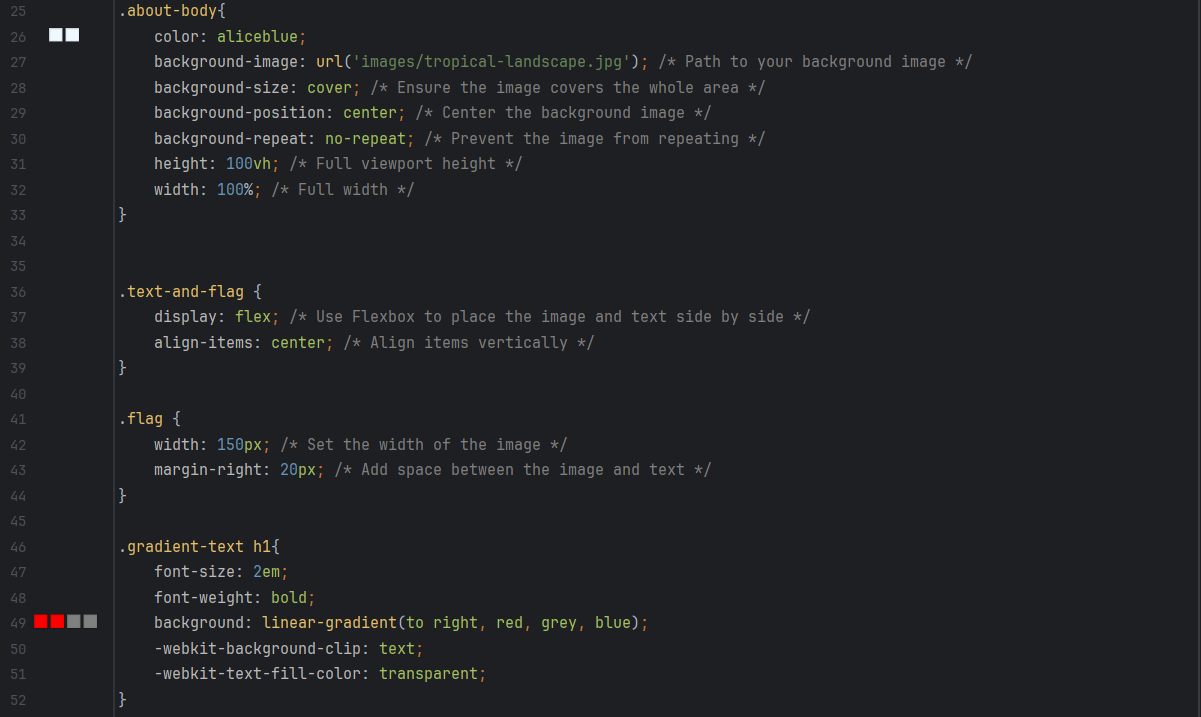 25 .about-body{
26     color: aliceblue;
27     background-image: url('images/tropical-landscape.jpg'); /* Path to your background image */
28     background-size: cover; /* Ensure the image covers the whole area */
29     background-position: center; /* Center the background image */
30     background-repeat: no-repeat; /* Prevent the image from repeating */
31     height: 100vh; /* Full viewport height */
32     width: 100%; /* Full width */
33 }
34
35
36 .text-and-flag {
37     display: flex; /* Use Flexbox to place the image and text side by side */
38     align-items: center; /* Align items vertically */
39 }
40
41 .flag {
42     width: 150px; /* Set the width of the image */
43     margin-right: 20px; /* Add space between the image and text */
44 }
45
46 .gradient-text h1{
47     font-size: 2em;
48     font-weight: bold;
49     background: linear-gradient(to right, red, grey, blue);
50     -webkit-background-clip: text;
51     -webkit-text-fill-color: transparent;
52 }